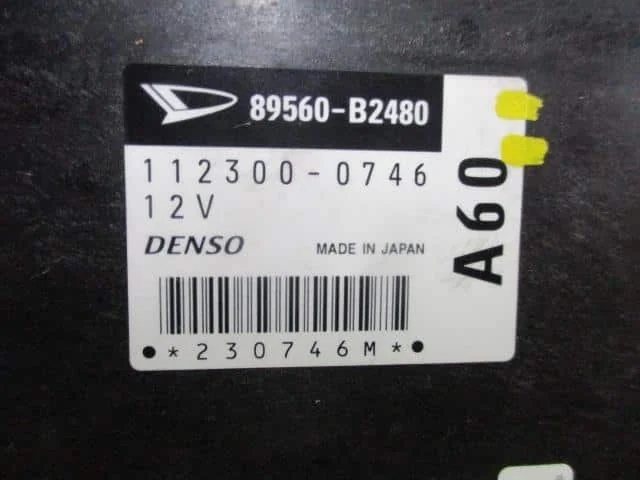 89560-B2480
112300-0746
12V
DENSO MADE IN JAPAN
*230746M*
A60